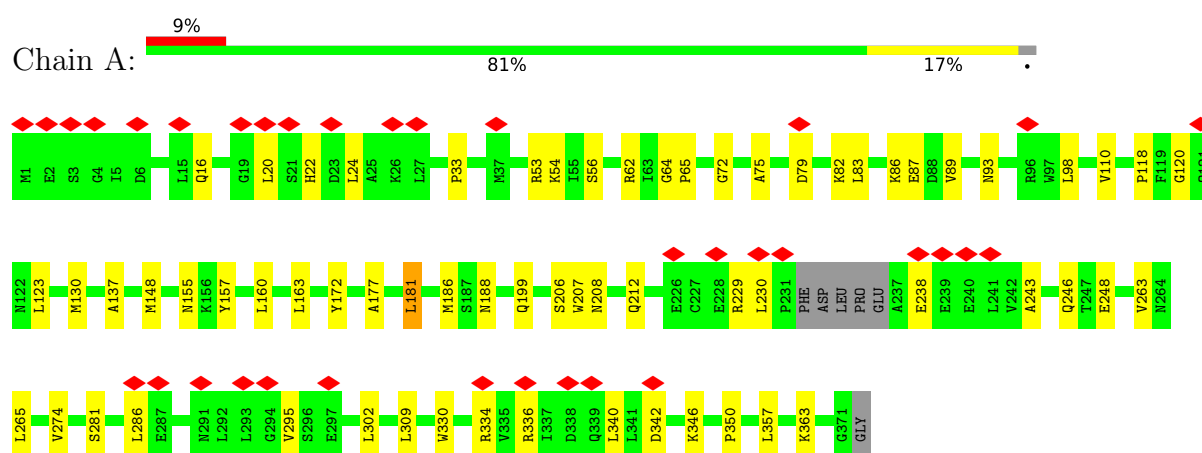 9%
Chain A:
81% 17% •
M1 E2 S3 G4 I5 D6 L15 Q16 G19 L20 S21 H22 D23 L24 A25 K26 L27 P33 M37 R53 K54 I55 S56 R62 I63 G64 P65 G72 A75 D79 K82 L83 K86 E87 D88 V89 N93 R96 W97 L98 V110 P118 F119 G120
N122 L123 M130 A137 M148 N155 K156 Y157 L160 L163 Y172 A177 L181 M186 S187 N188 Q199 S206 W207 N208 Q212 E226 C227 E228 R229 L230 P231 PHE ASP LEU PRO GLU A237 E238 E239 E240 L241 V242 A243 Q246 T247 E248 V263 N264
L265 V274 S281 L286 E287 N291 L292 L293 G294 V295 S296 E297 L302 L309 W330 R334 V335 R336 I337 D338 Q339 L340 L341 D342 K346 P350 L357 K363 G371 GLY